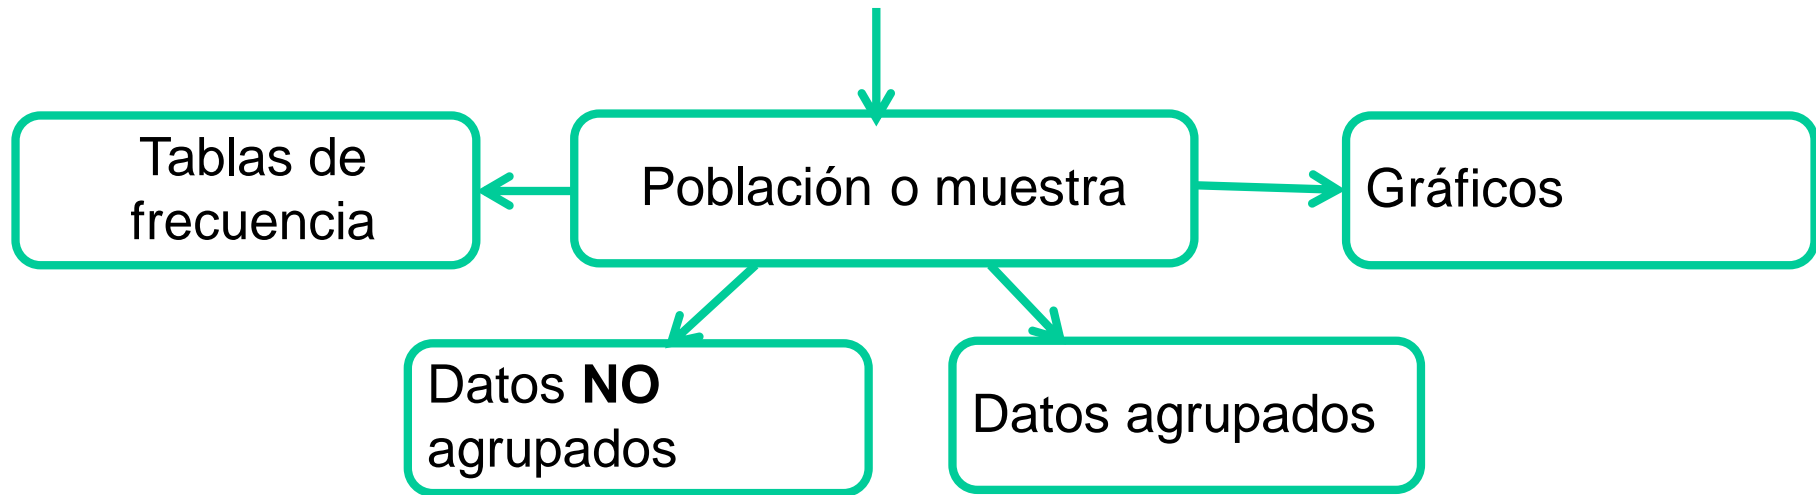 Tablas de
frecuencia
Población o muestra
Gráficos
Datos NO
agrupados
Datos agrupados